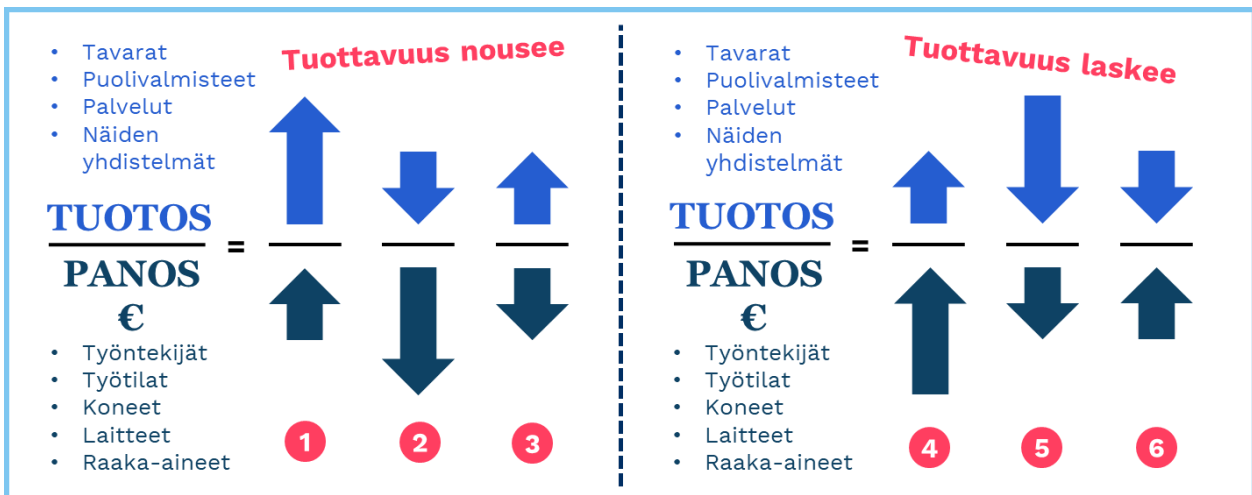 • Tavarat
• Puolivalmisteet
• Palvelut
• Näiden
yhdistelmät
Tuottavuus nousee
TUOTOS
=
PANOS
€
• Työntekijät
• Työtilat
• Koneet
• Laitteet
• Raaka-aineet
1
2
3
• Tavarat
• Puolivalmisteet
• Palvelut
• Näiden
yhdistelmät
Tuottavuus laskee
TUOTOS
=
PANOS
€
• Työntekijät
• Työtilat
• Koneet
• Laitteet
• Raaka-aineet
4
5
6